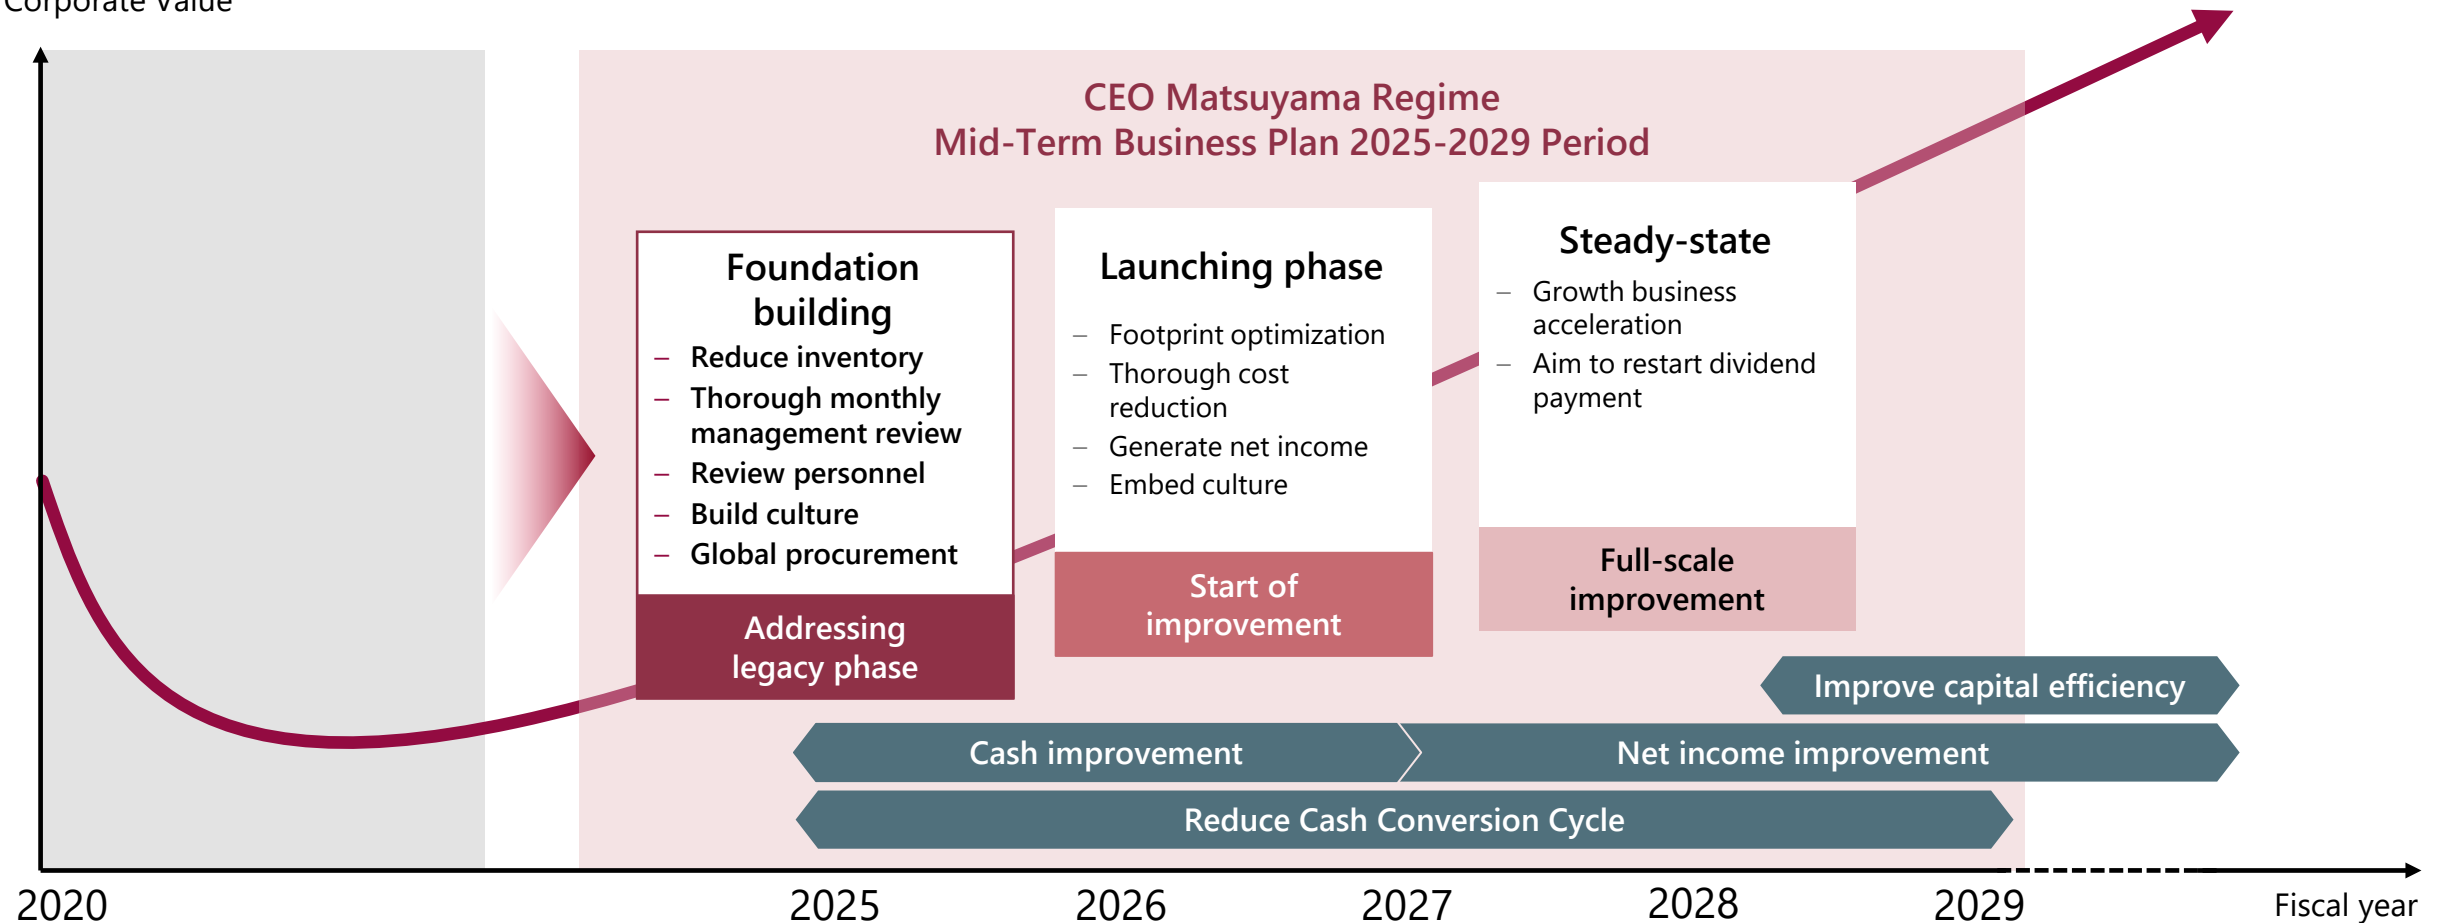 Corporate Value
CEO Matsuyama Regime
Mid-Term Business Plan 2025-2029 Period
Foundation
building
– Reduce inventory
– Thorough monthly
management review
– Review personnel
– Build culture
– Global procurement
Addressing
legacy phase
Launching phase
– Footprint optimization
– Thorough cost
reduction
– Generate net income
– Embed culture
Start of
improvement
Steady-state
– Growth business
acceleration
– Aim to restart dividend
payment
Full-scale
improvement
Improve capital efficiency
Cash improvement
Net income improvement
Reduce Cash Conversion Cycle
2020
2025
2026
2027
2028
2029
Fiscal year